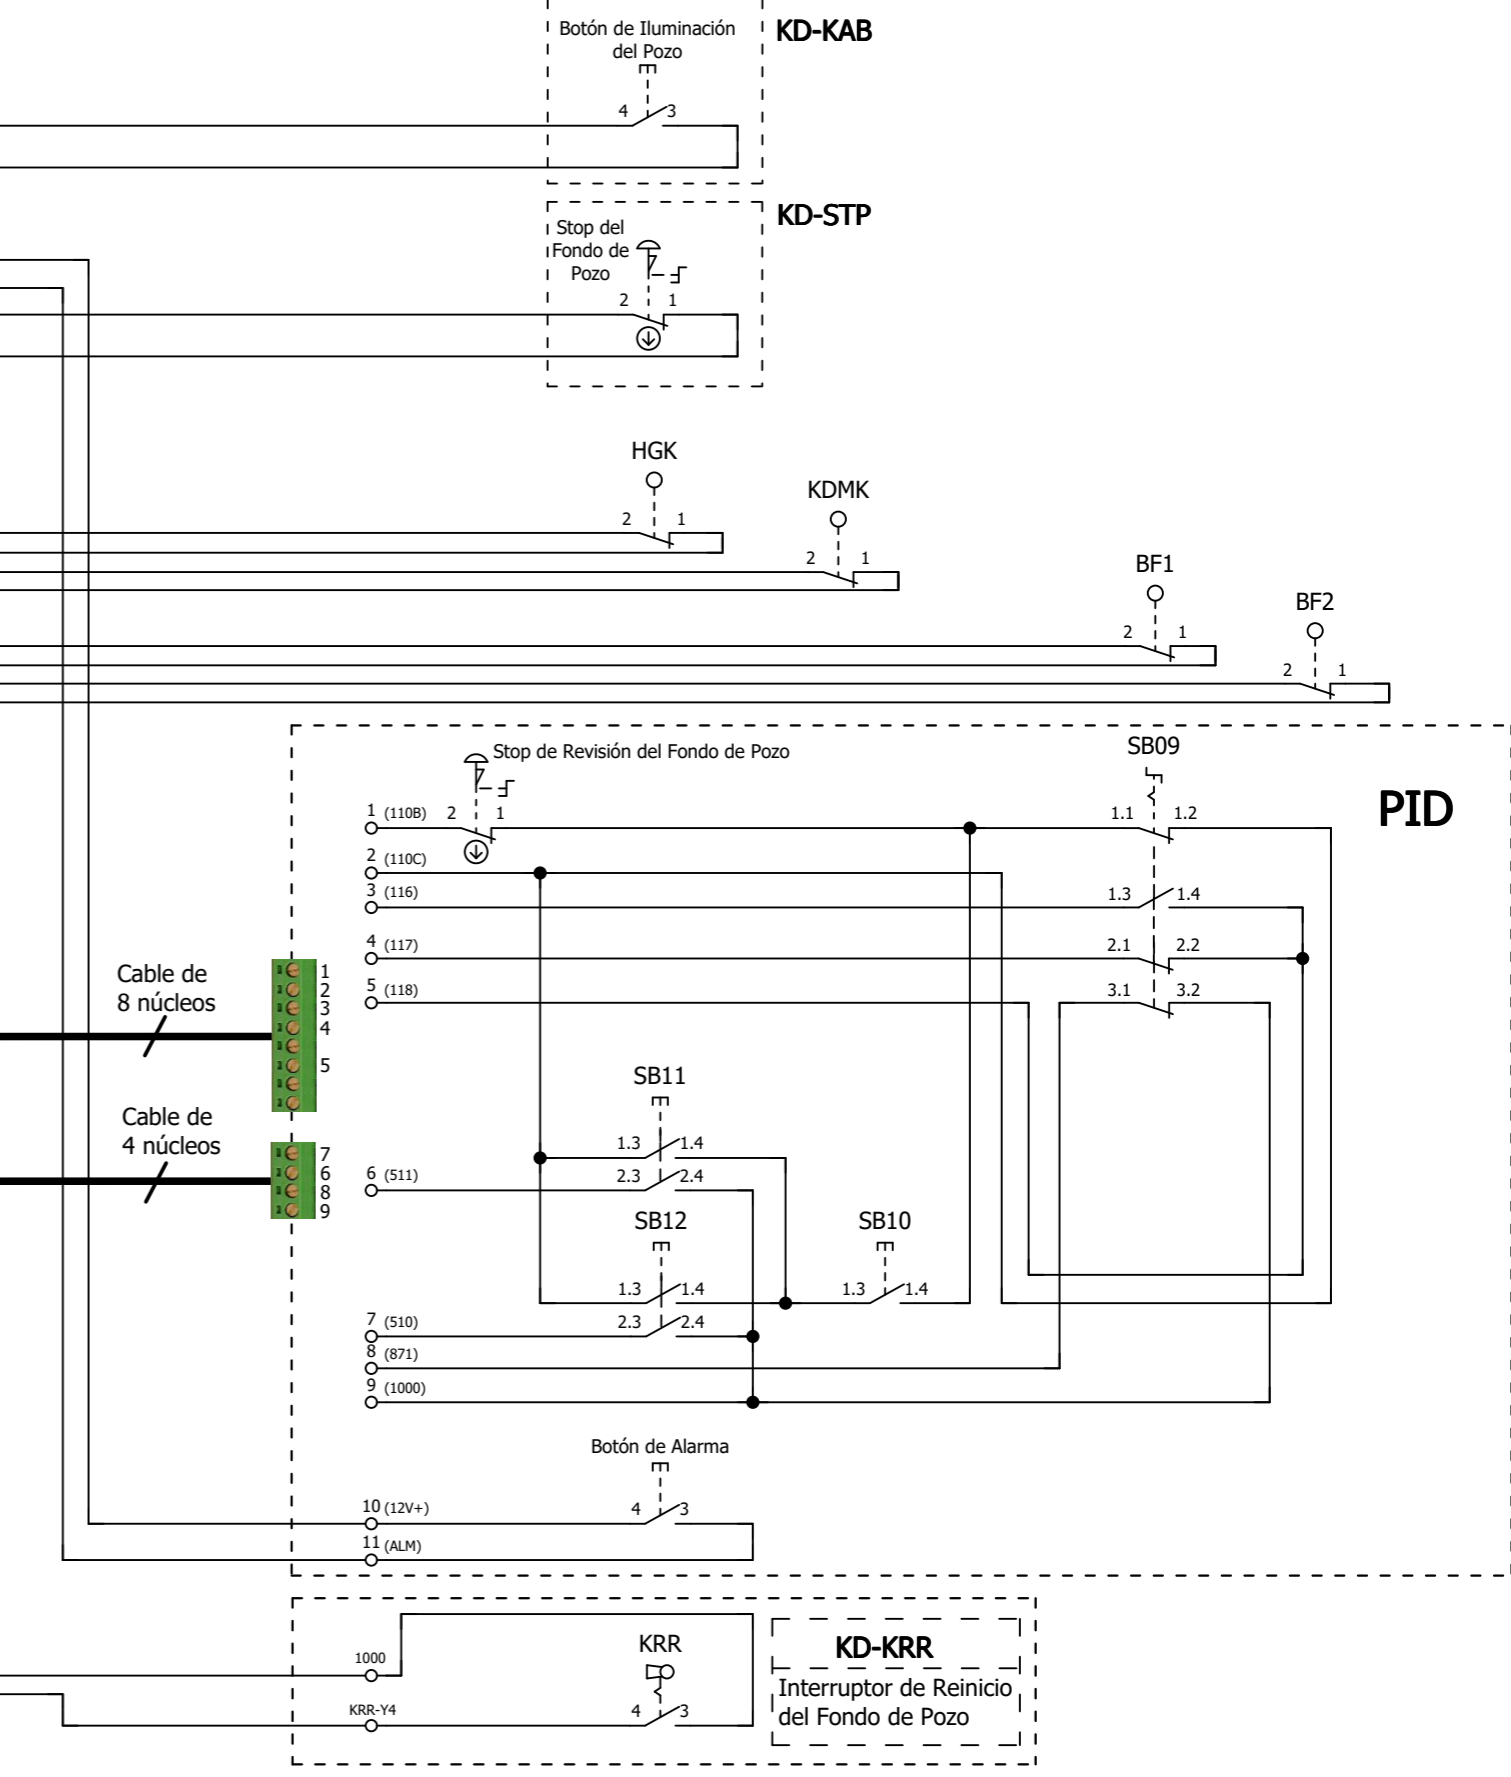 Botón de Iluminación
del Pozo
KD-KAB
4 3
KD-STP
Stop del
Fondo de
Pozo
2 1
HGK
2 1
KDMK
2 1
BF1
2 1
BF2
2 1
PID
Stop de Revisión del Fondo de Pozo
SB09
1 (110B) 2 1 1.1 1.2
2 (110C)
3 (116) 1.3 1.4
4 (117) 2.1 2.2
5 (118) 3.1 3.2
Cable de
8 núcleos
1
2
3
4
5
Cable de
4 núcleos
7
6
8
9
SB11
1.3 1.4
6 (511) 2.3 2.4
SB12 SB10
1.3 1.4 1.3 1.4
7 (510) 2.3 2.4
8 (871)
9 (1000)
Botón de Alarma
10 (12V+) 4 3
11 (ALM)
KRR
KD-KRR
1000
Interruptor de Reinicio
del Fondo de Pozo
KRR-Y4 4 3